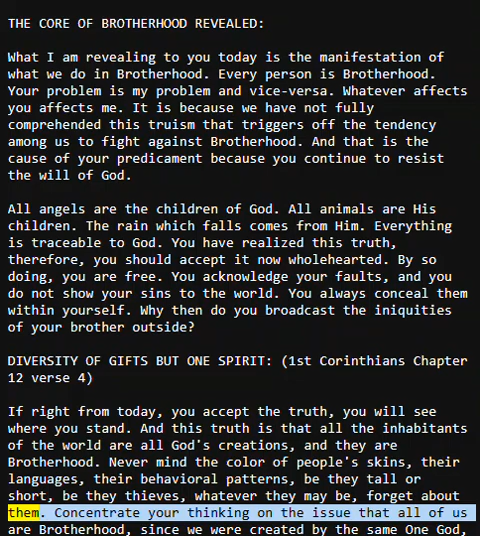 THE CORE OF BROTHERHOOD REVEALED:
What I am revealing to you today is the manifestation of
what we do in Brotherhood. Every person is Brotherhood.
Your problem is my problem and vice-versa. Whatever affects
you affects me. It is because we have not fully
comprehended this truism that triggers off the tendency
among us to fight against Brotherhood. And that is the
cause of your predicament because you continue to resist
the will of God.
All angels are the children of God. All animals are His
children. The rain which falls comes from Him. Everything
is traceable to God. You have realized this truth,
therefore, you should accept it now wholehearted. By so
doing, you are free. You acknowledge your faults, and you
do not show your sins to the world. You always conceal them
within yourself. Why then do you broadcast the iniquities
of your brother outside?
DIVERSITY OF GIFTS BUT ONE SPIRIT: (1st Corinthians Chapter
12 verse 4)
If right from today, you accept the truth, you will see
where you stand. And this truth is that all the inhabitants
of the world are all God's creations, and they are
Brotherhood. Never mind the color of people's skins, their
languages, their behavioral patterns, be they tall or
short, be they thieves, whatever they may be, forget about
them. Concentrate your thinking on the issue that all of us
are Brotherhood, since we were created by the same One God,